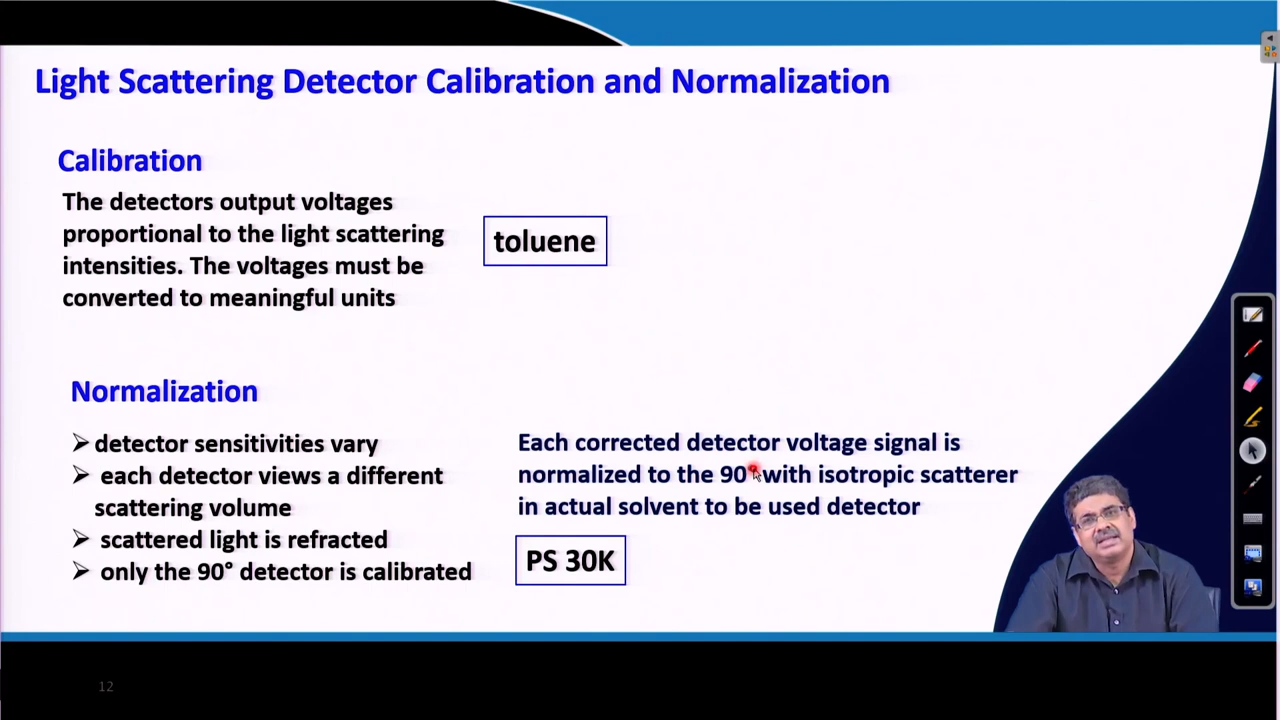 Light Scattering Detector Calibration and Normalization
Calibration
The detectors output voltages
proportional to the light scattering
intensities. The voltages must be
converted to meaningful units
toluene
Normalization
➢ detector sensitivities vary
➢ each detector views a different
scattering volume
➢ scattered light is refracted
➢ only the 90° detector is calibrated
Each corrected detector voltage signal is
normalized to the 90° with isotropic scatterer
in actual solvent to be used detector
PS 30K
12